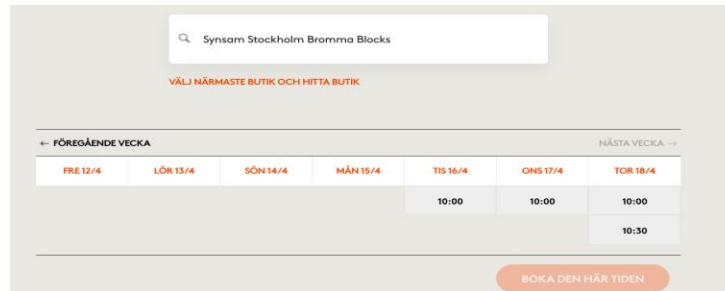 Synsam Stockholm Bromma Blocks
VÄLJ NÄRMASTE BUTIK OCH HITTA BUTIK
← FÖREGÅENDE VECKA NÄSTA VECKA →
FRE 12/4 LÖR 13/4 SÖN 14/4 MÅN 15/4 TIS 16/4 ONS 17/4 TOR 18/4
10:00 10:00 10:00
10:30
BOKA DEN HÄR TIDEN